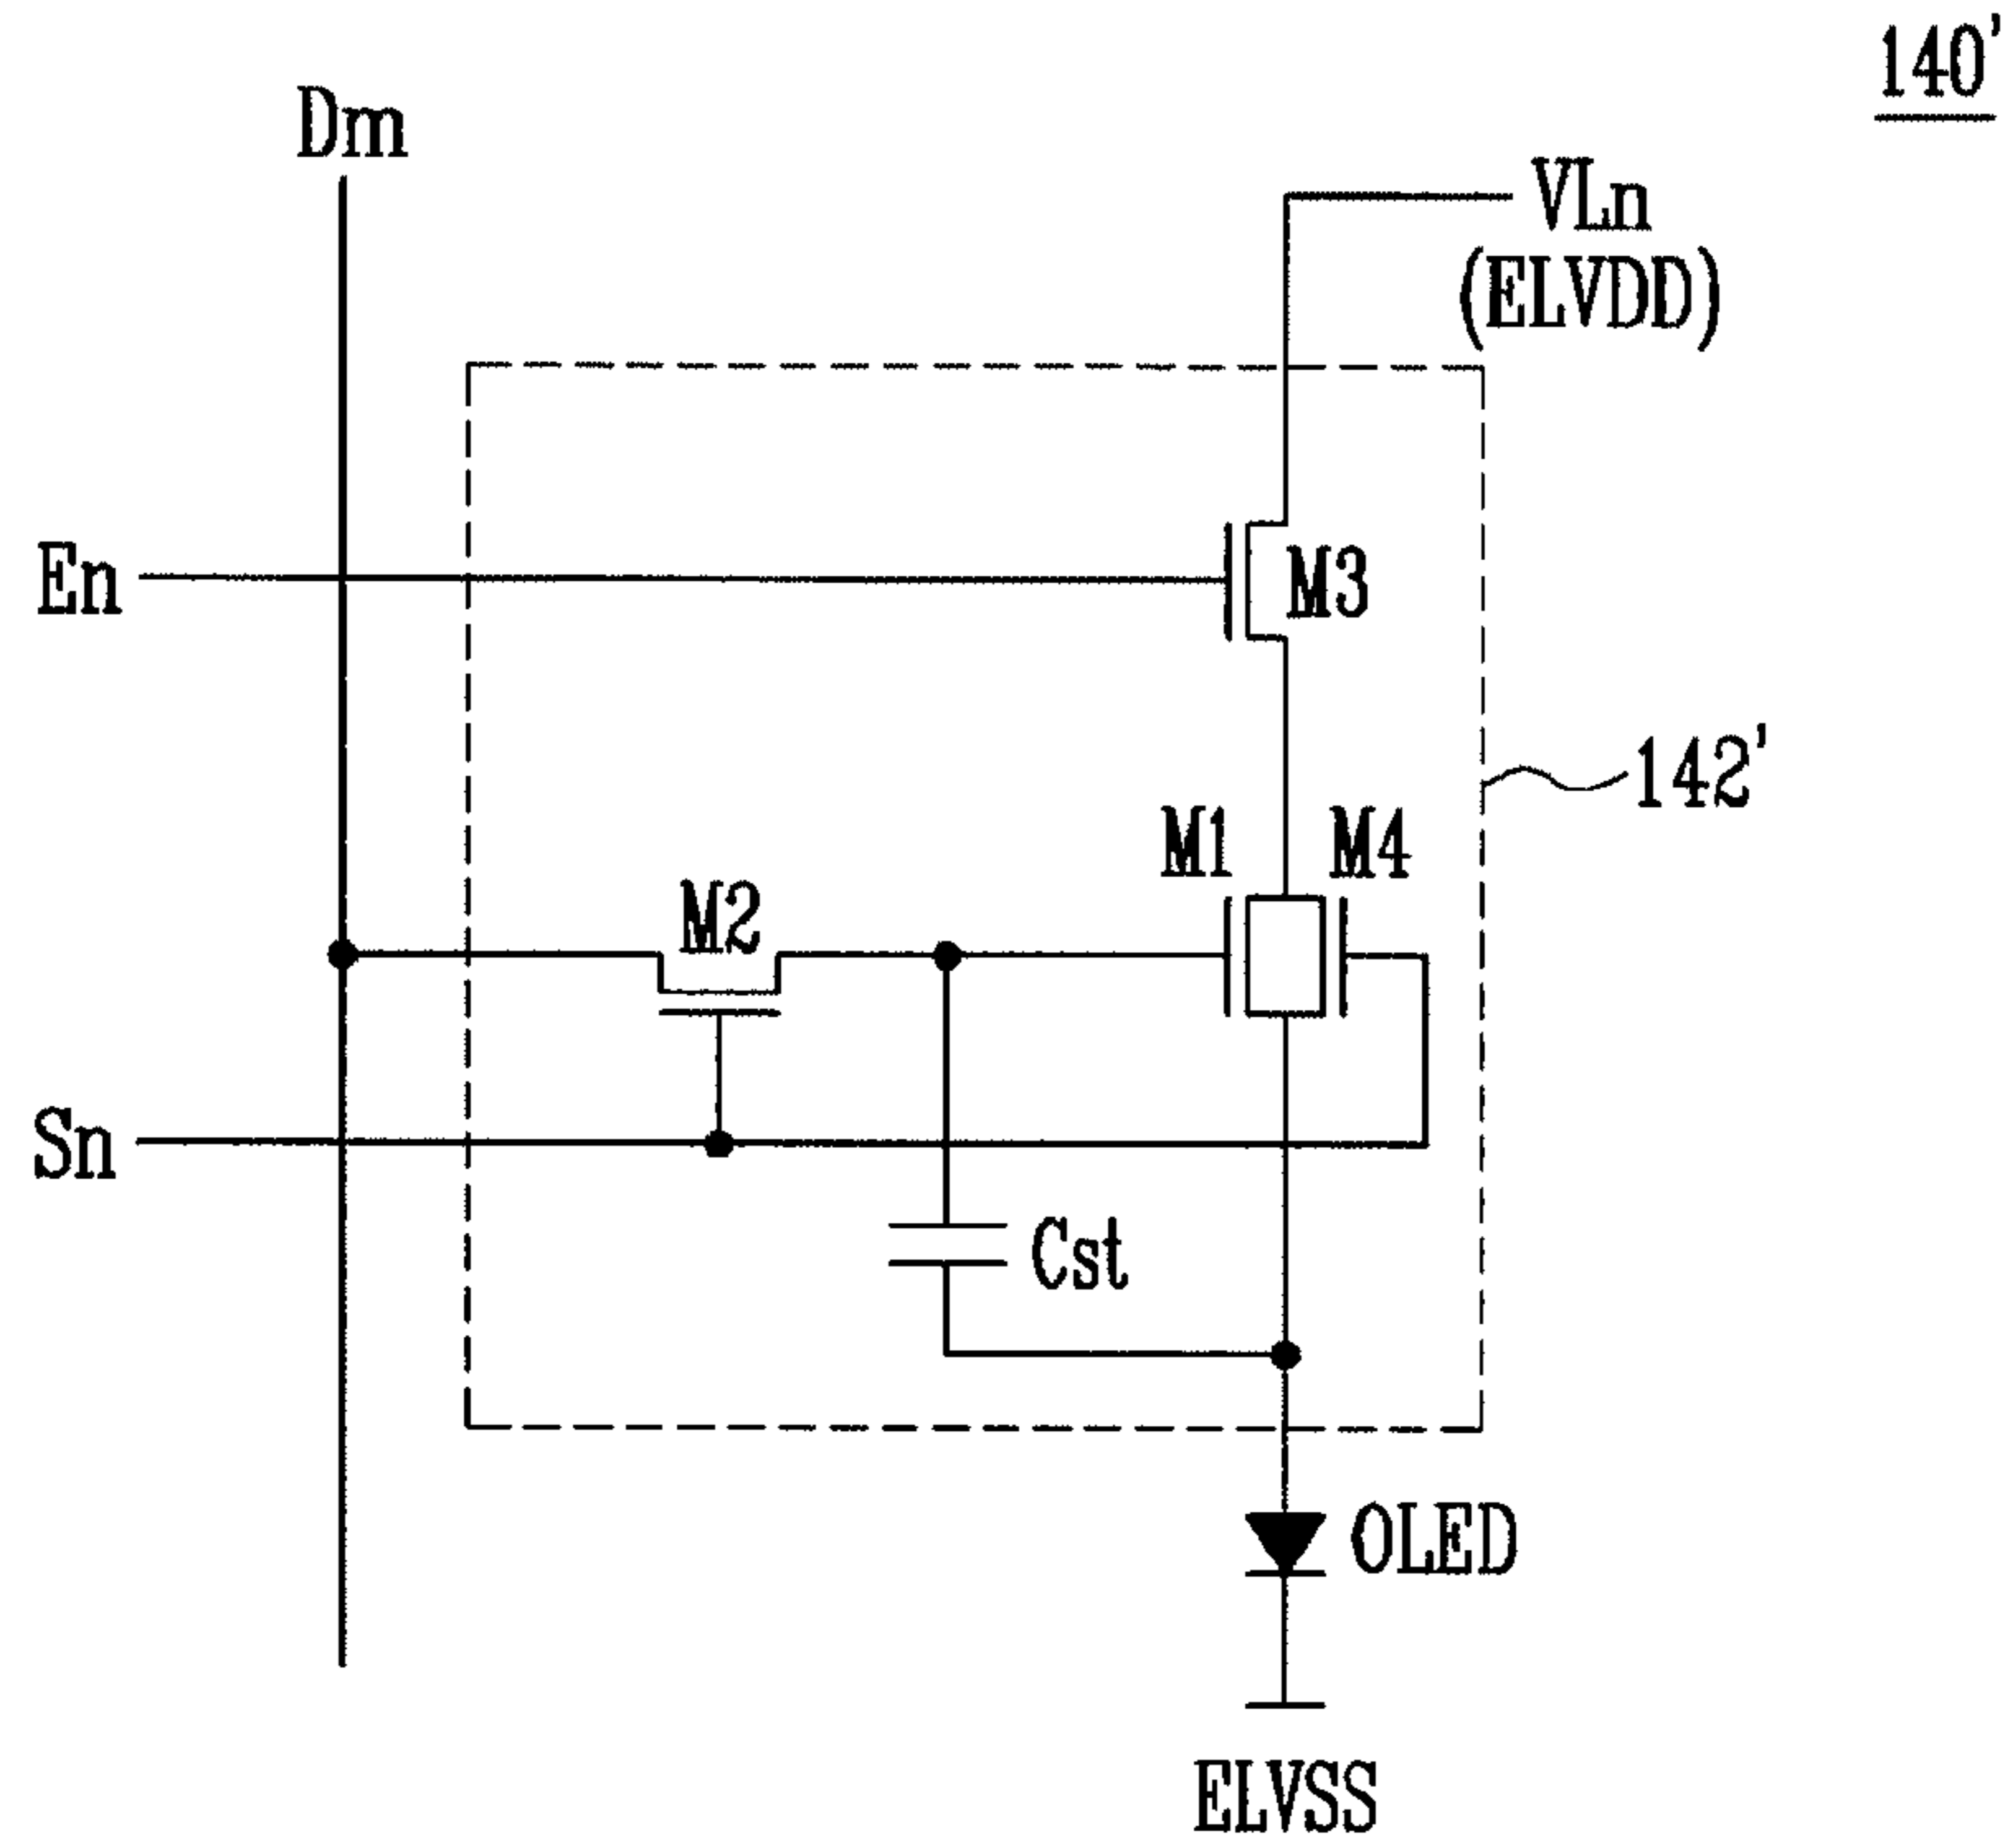 140'
Dm
VLn
(ELVDD)
En
M3
142'
M1
M4
M2
Sn
Cst
OLED
ELVSS